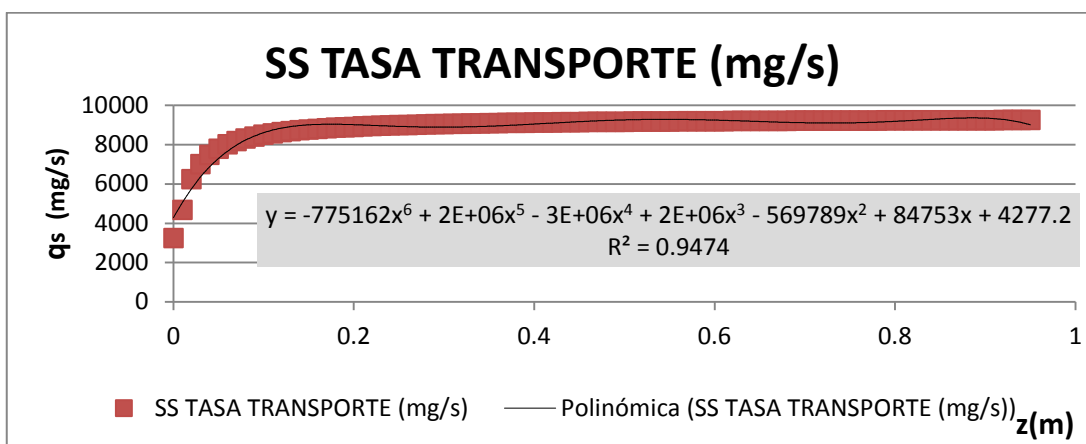 SS TASA TRANSPORTE (mg/s)
10000
8000
6000
4000
2000
0
qs (mg/s)
y = -775162x⁶ + 2E+06x⁵ - 3E+06x⁴ + 2E+06x³ - 569789x² + 84753x + 4277.2
R² = 0.9474
0 0.2 0.4 0.6 0.8 1
SS TASA TRANSPORTE (mg/s) Polinómica (SS TASA TRANSPORTE (mg/s)) z(m)